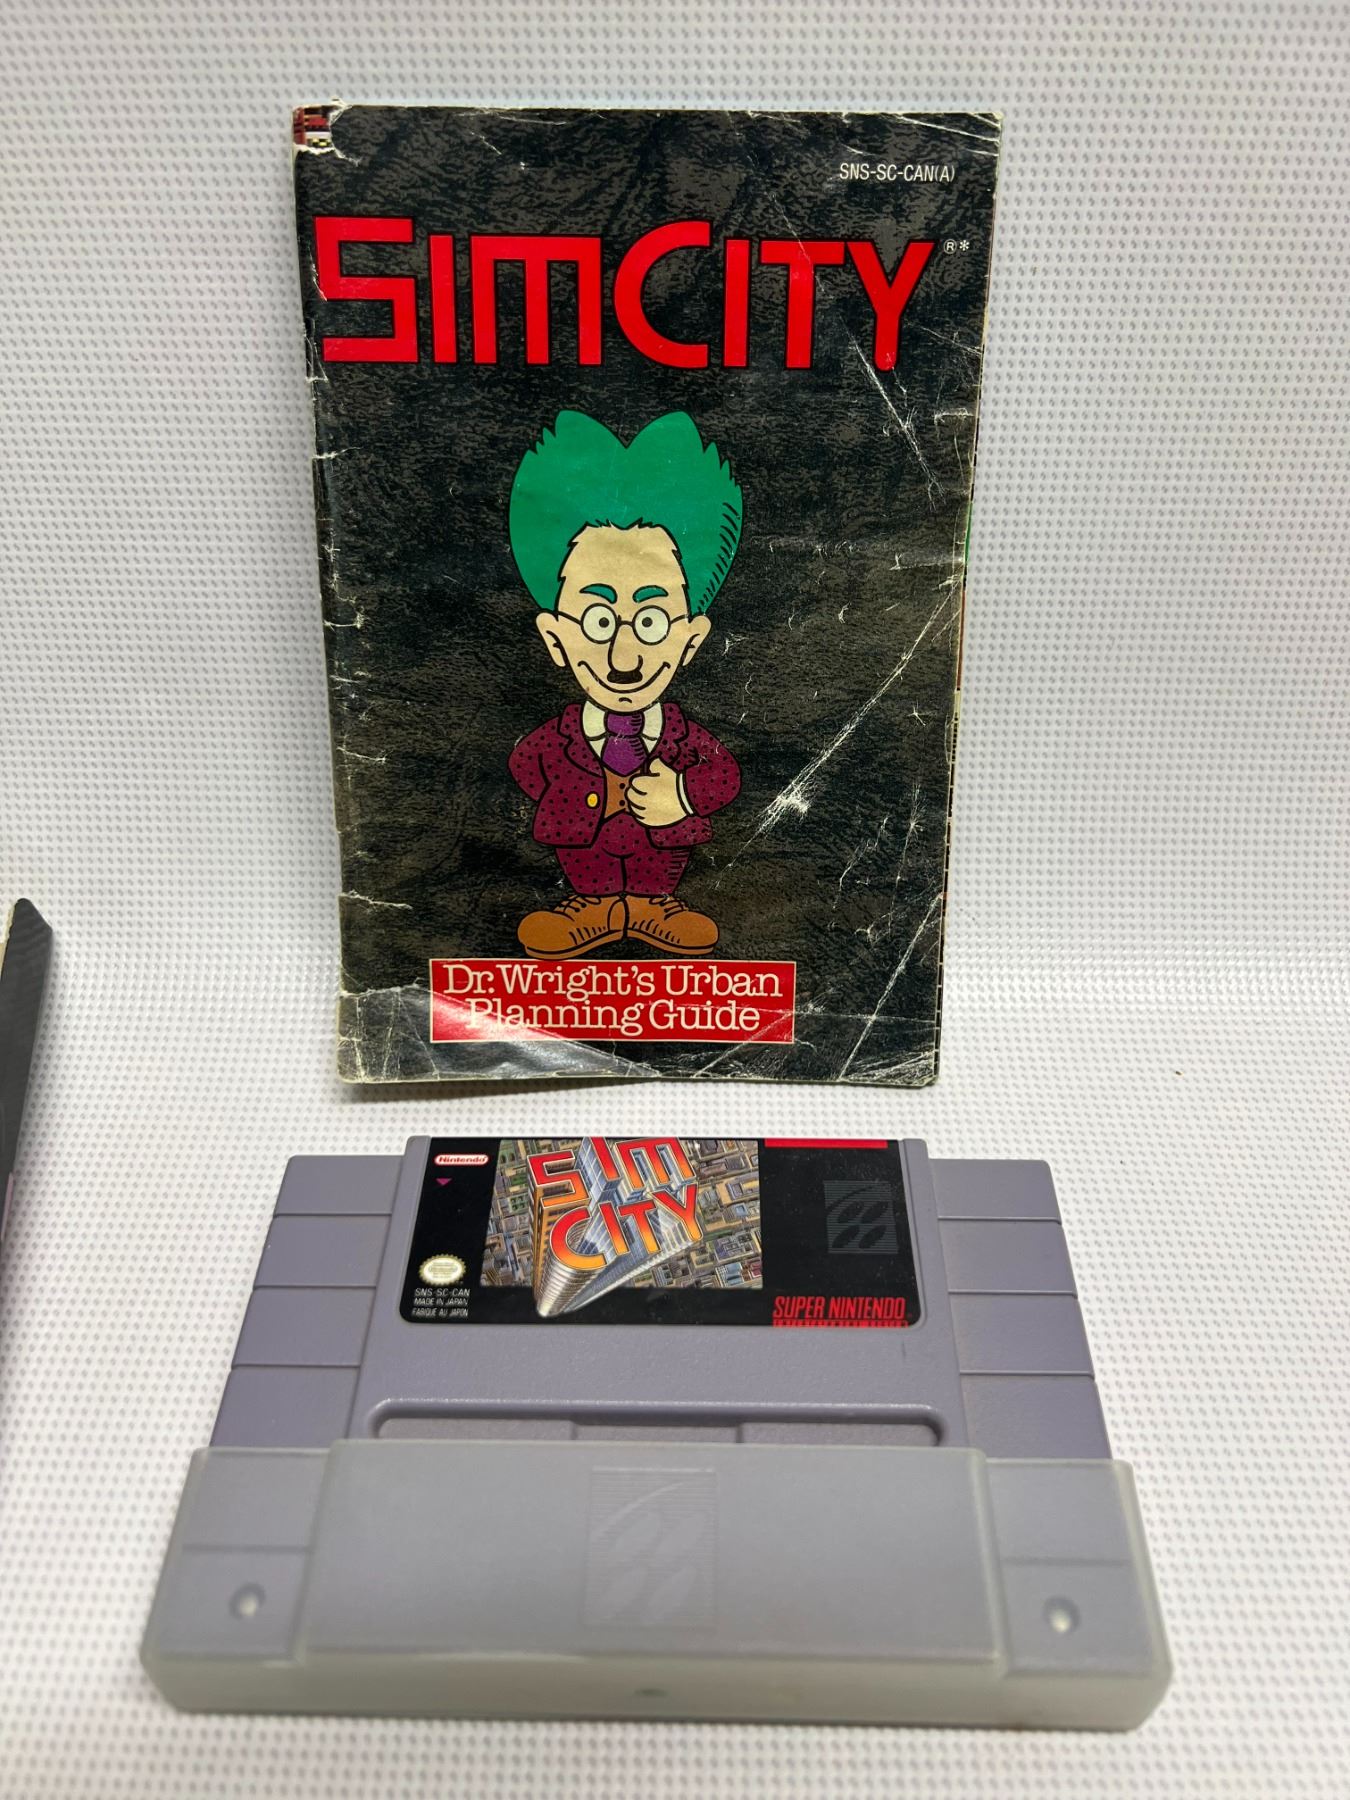 SNS-SC-CAN(A)
SIMCITY®*
Dr. Wright's Urban
Planning Guide
Nintendo
SIM
CITY
SNS-SC-CAN
MADE IN JAPAN
FABRIQUE AU JAPON
SUPER NINTENDO